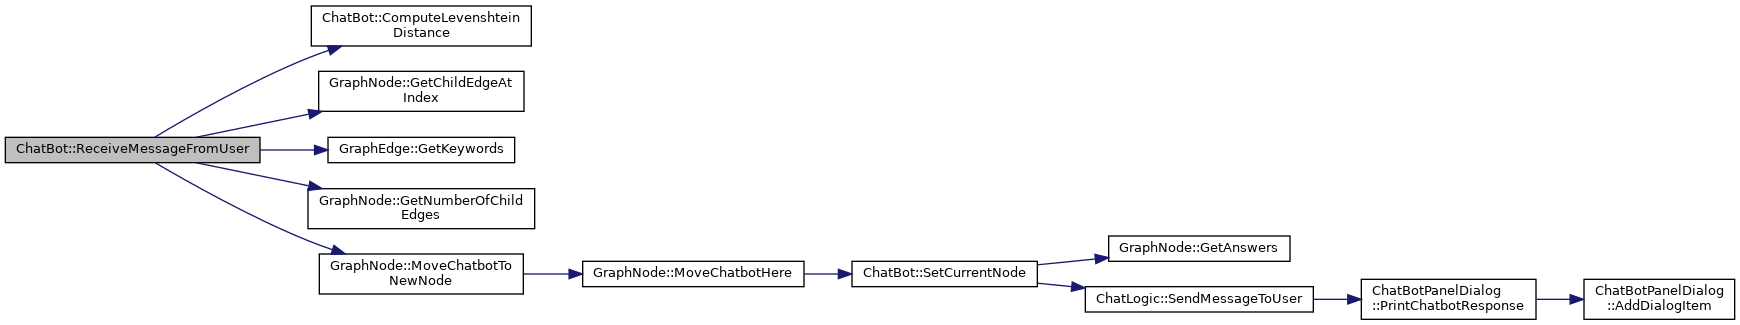 ChatBot::ComputeLevenshtein
Distance
GraphNode::GetChildEdgeAt
Index
ChatBot::ReceiveMessageFromUser
GraphEdge::GetKeywords
GraphNode::GetNumberOfChild
Edges
GraphNode::MoveChatbotTo
NewNode
GraphNode::MoveChatbotHere
ChatBot::SetCurrentNode
GraphNode::GetAnswers
ChatLogic::SendMessageToUser
ChatBotPanelDialog
::PrintChatbotResponse
ChatBotPanelDialog
::AddDialogItem